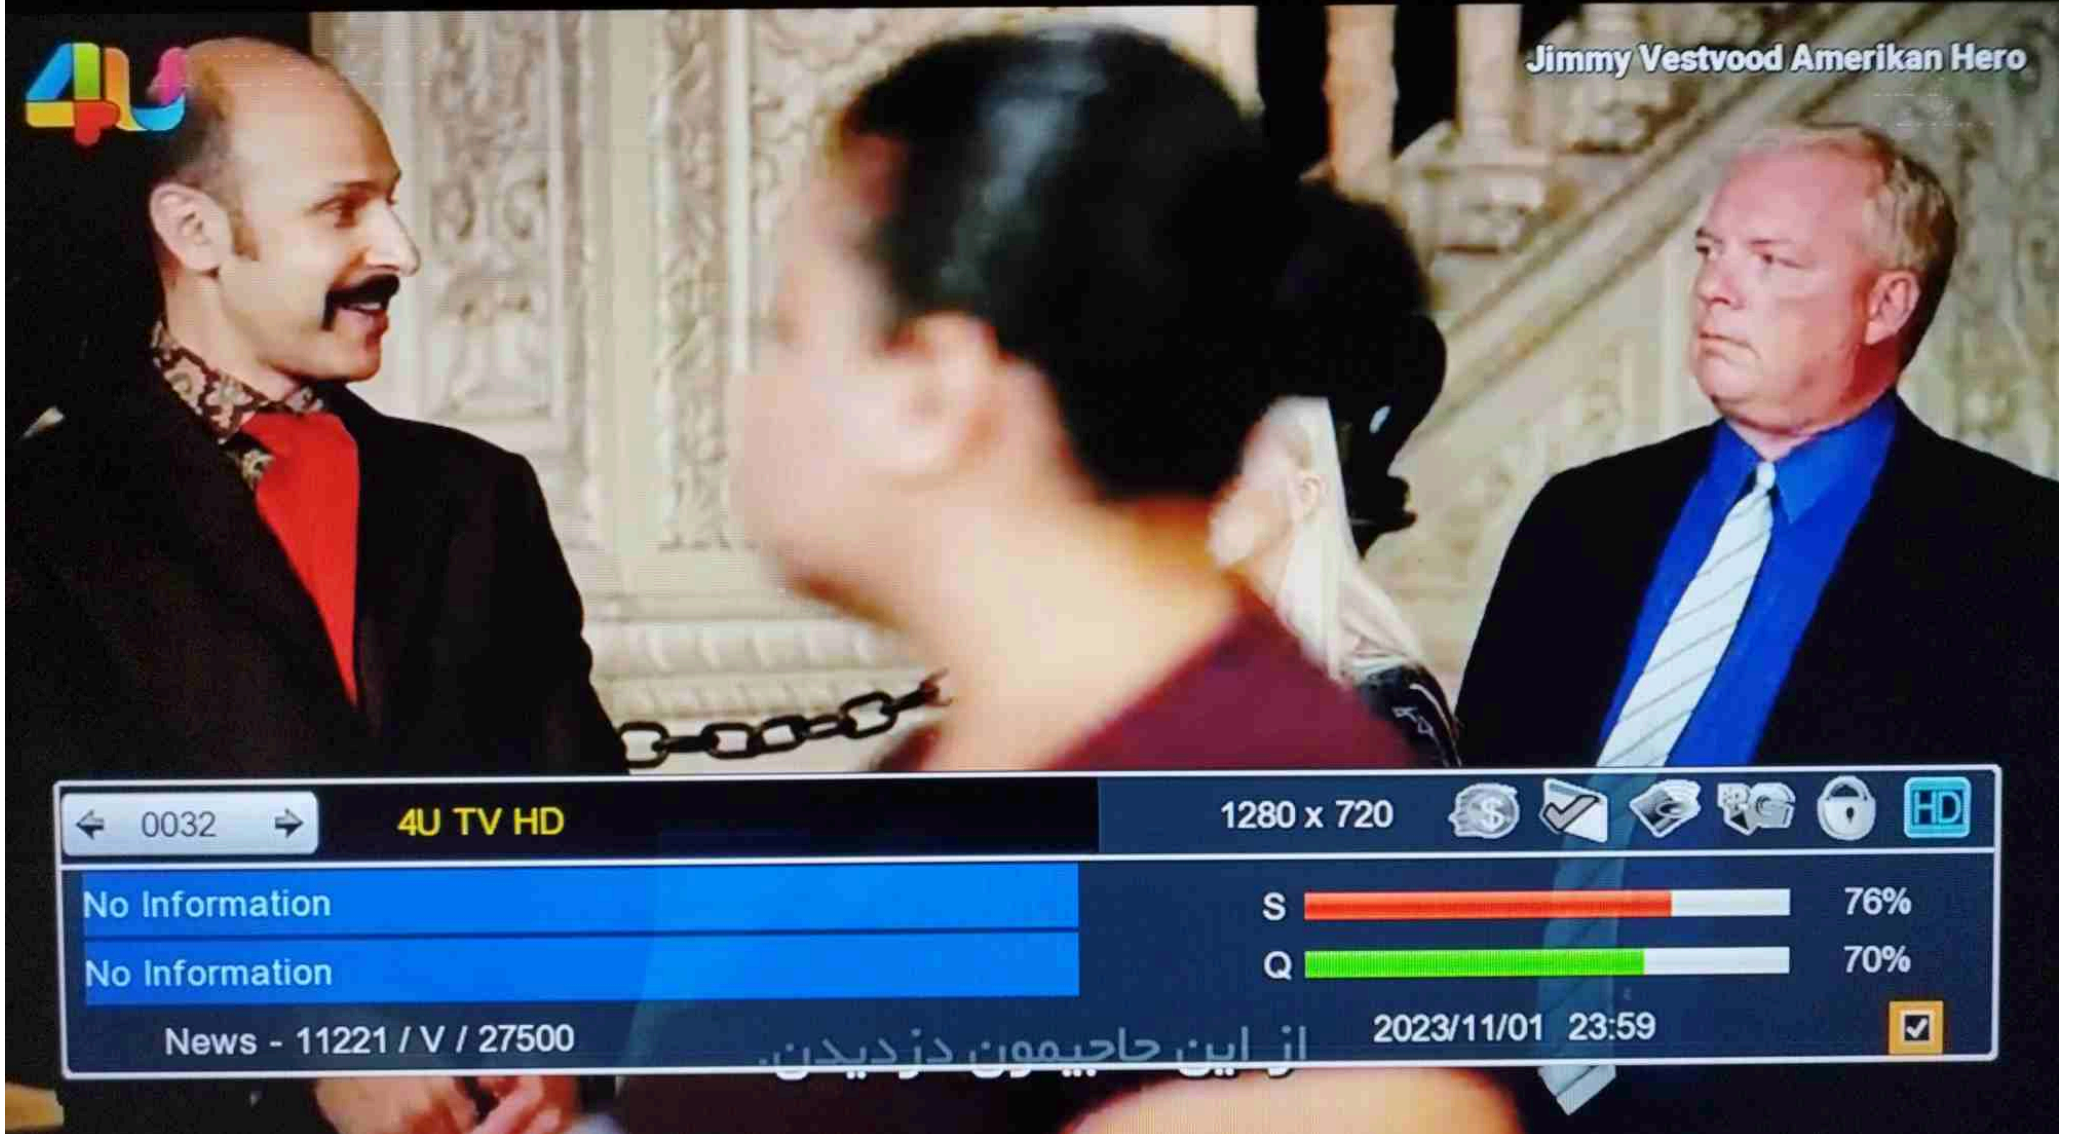 4U
Jimmy Vestvood Amerikan Hero
0032 4U TV HD 1280 x 720 HD
No Information
S 76%
No Information
Q 70%
News - 11221 / V / 27500
2023/11/01 23:59
از این حاجیمون دزدیدن.